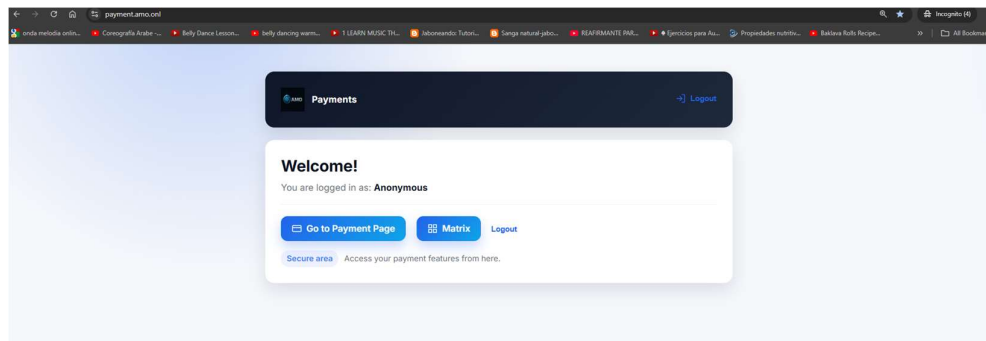 payment.amo.onl
Incognito (4)
onda melodia onlin...
Coreografía Arabe -...
Belly Dance Lesson...
belly dancing warm...
1 LEARN MUSIC TH...
Jaboneando: Tutori...
Sanga natural-jabo...
REAFIRMANTE PAR...
Ejercicios para Au...
Propiedades nutritiv...
Baklava Rolls Recipe...
»
All Bookmar
AMO
Payments
Logout
Welcome!
You are logged in as: Anonymous
Go to Payment Page
Matrix
Logout
Secure area
Access your payment features from here.